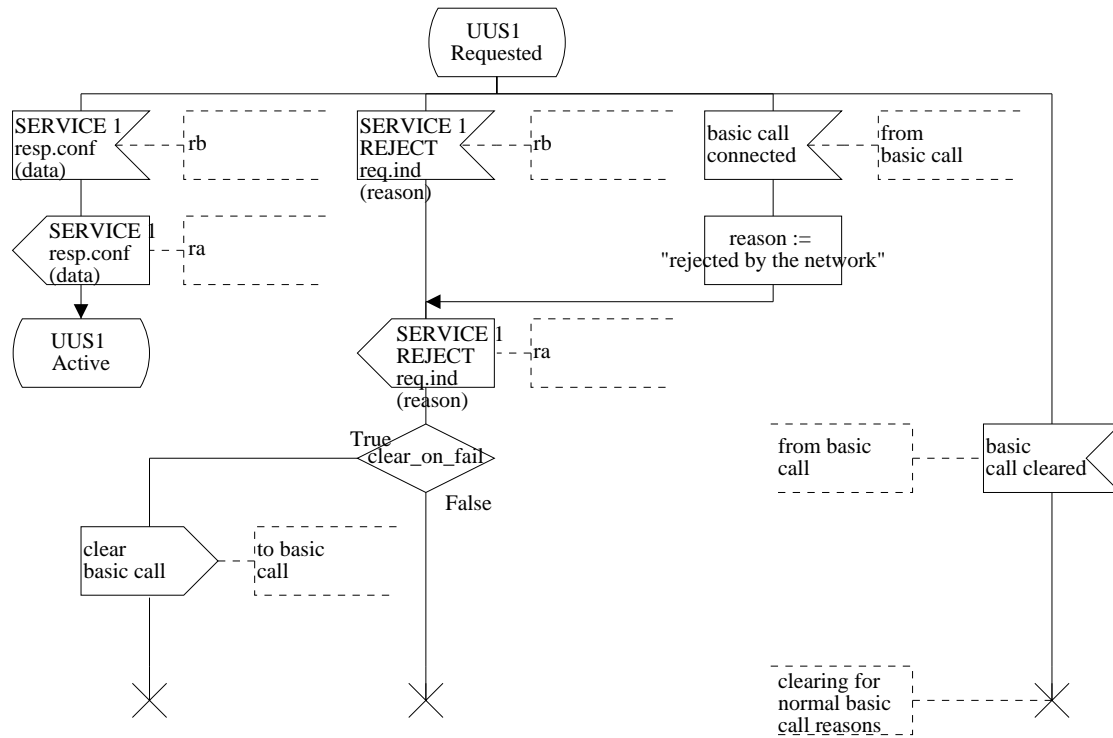 UUS1
Requested
SERVICE 1
resp.conf
(data)
rb
SERVICE 1
REJECT
req.ind
(reason)
rb
basic call
connected
from
basic call
SERVICE 1
resp.conf
(data)
ra
reason :=
"rejected by the network"
UUS1
Active
SERVICE 1
REJECT
req.ind
(reason)
ra
True
clear_on_fail
False
from basic
call
basic
call cleared
clear
basic call
to basic
call
clearing for
normal basic
call reasons